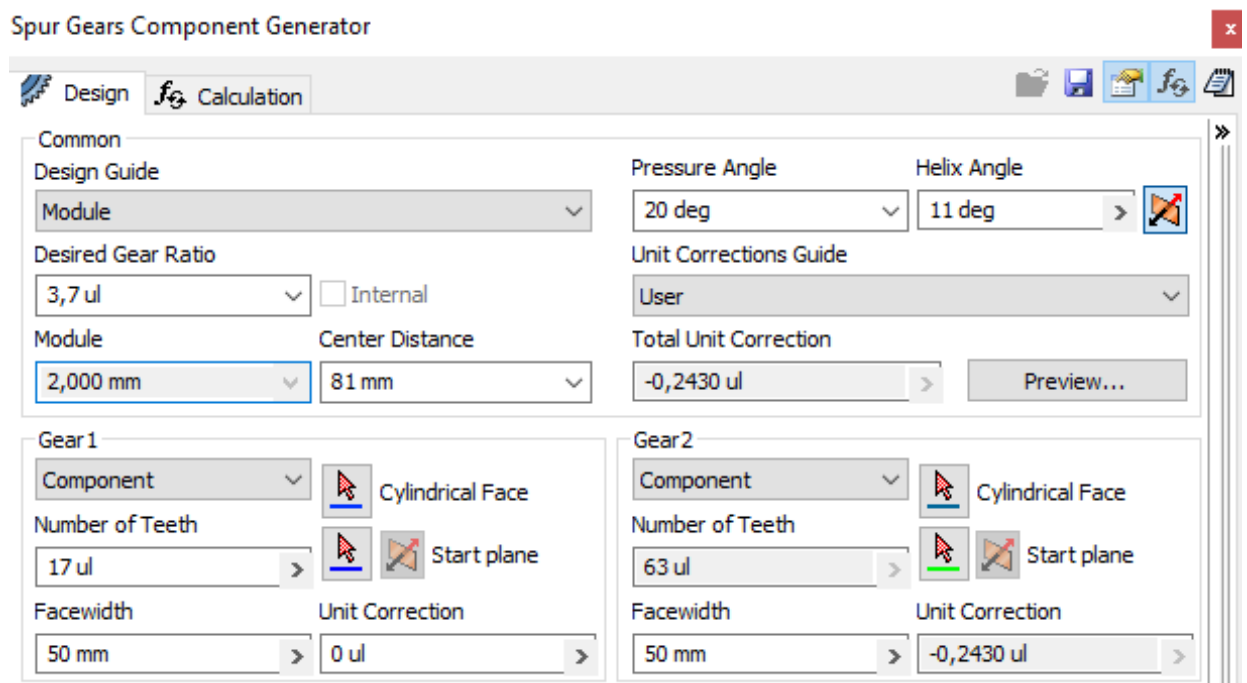 Spur Gears Component Generator
x
Design
fG Calculation
Common
Design Guide
Pressure Angle
Helix Angle
Module
20 deg
11 deg
Desired Gear Ratio
Unit Corrections Guide
3,7 ul
Internal
User
Module
Center Distance
Total Unit Correction
2,000 mm
81 mm
-0,2430 ul
Preview...
Gear1
Gear2
Component
Cylindrical Face
Component
Cylindrical Face
Number of Teeth
Number of Teeth
17 ul
Start plane
63 ul
Start plane
Facewidth
Unit Correction
Facewidth
Unit Correction
50 mm
0 ul
50 mm
-0,2430 ul